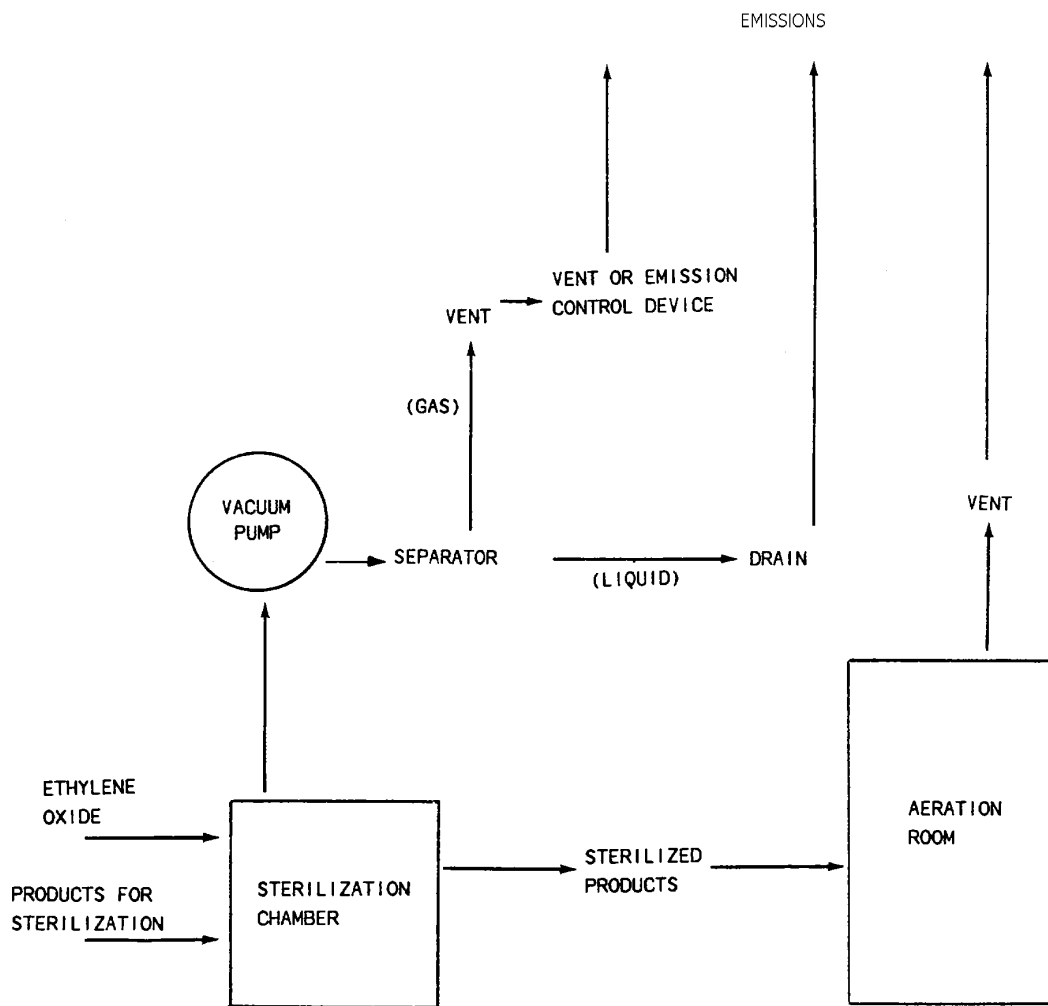 EMISSIONS
VENT OR EMISSION
CONTROL DEVICE
VENT
(GAS)
VACUUM
PUMP
SEPARATOR
(LIQUID)
DRAIN
VENT
ETHYLENE
OXIDE
PRODUCTS FOR
STERILIZATION
STERILIZATION
CHAMBER
STERILIZED
PRODUCTS
AERATION
ROOM